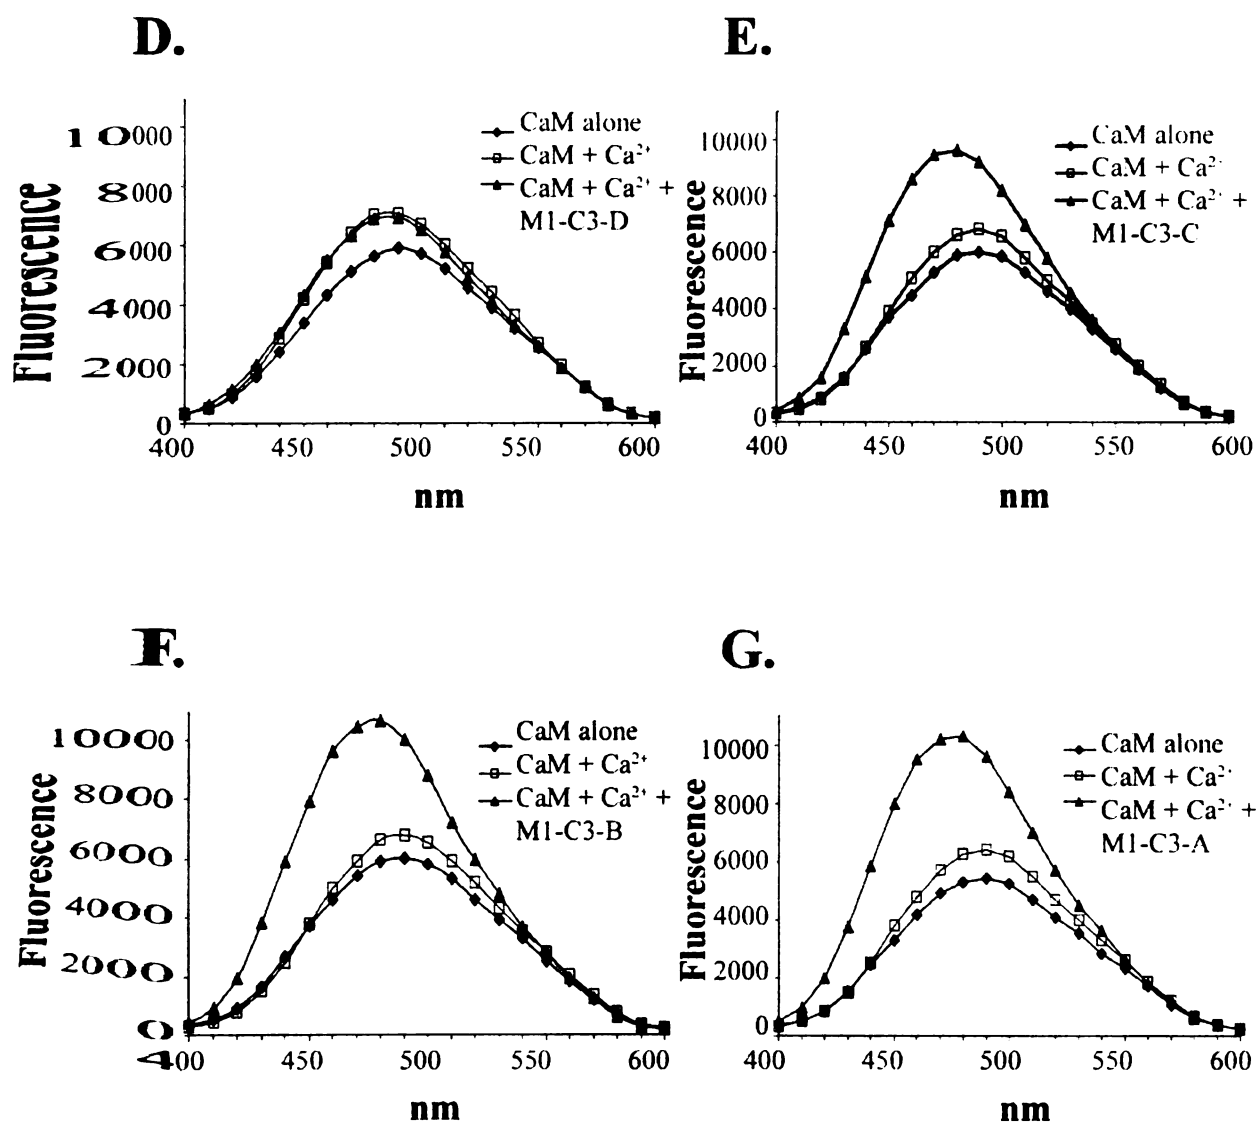 D.
10000
8000
6000
4000
2000
0
Fluorescence
CaM alone
CaM + Ca²⁺
CaM + Ca²⁺ +
M1-C3-D
400 450 500 550 600
nm
E.
10000
8000
6000
4000
2000
0
Fluorescence
CaM alone
CaM + Ca²⁺
CaM + Ca²⁺ +
M1-C3-C
400 450 500 550 600
nm
F.
10000
8000
6000
4000
2000
0
Fluorescence
CaM alone
CaM + Ca²⁺
CaM + Ca²⁺ +
M1-C3-B
400 450 500 550 600
nm
G.
10000
8000
6000
4000
2000
0
Fluorescence
CaM alone
CaM + Ca²⁺
CaM + Ca²⁺ +
M1-C3-A
400 450 500 550 600
nm